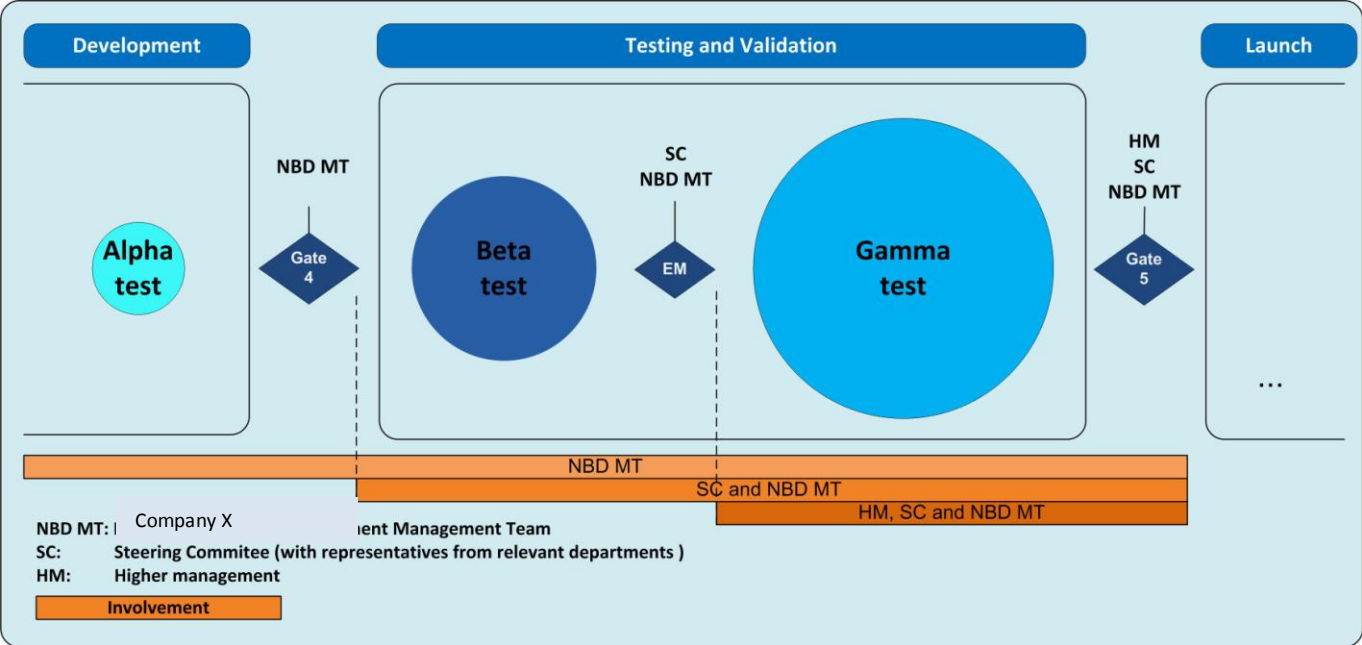 Development
Testing and Validation
Launch
Alpha
test
NBD MT
Gate
4
Beta
test
SC
NBD MT
EM
Gamma
test
HM
SC
NBD MT
Gate
5
...
NBD MT
SC and NBD MT
HM, SC and NBD MT
NBD MT: Company X Management Team
SC: Steering Commitee (with representatives from relevant departments )
HM: Higher management
Involvement